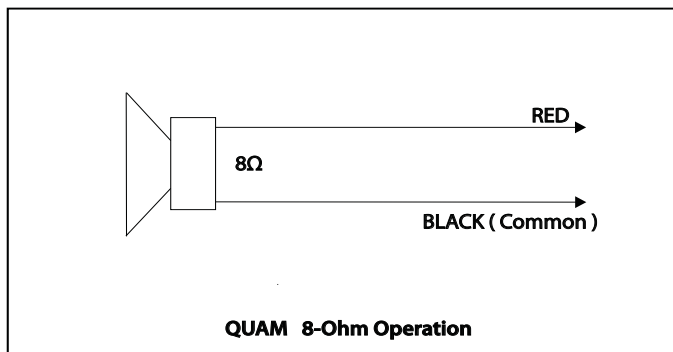 RED
8Ω
BLACK ( Common )
QUAM 8-Ohm Operation